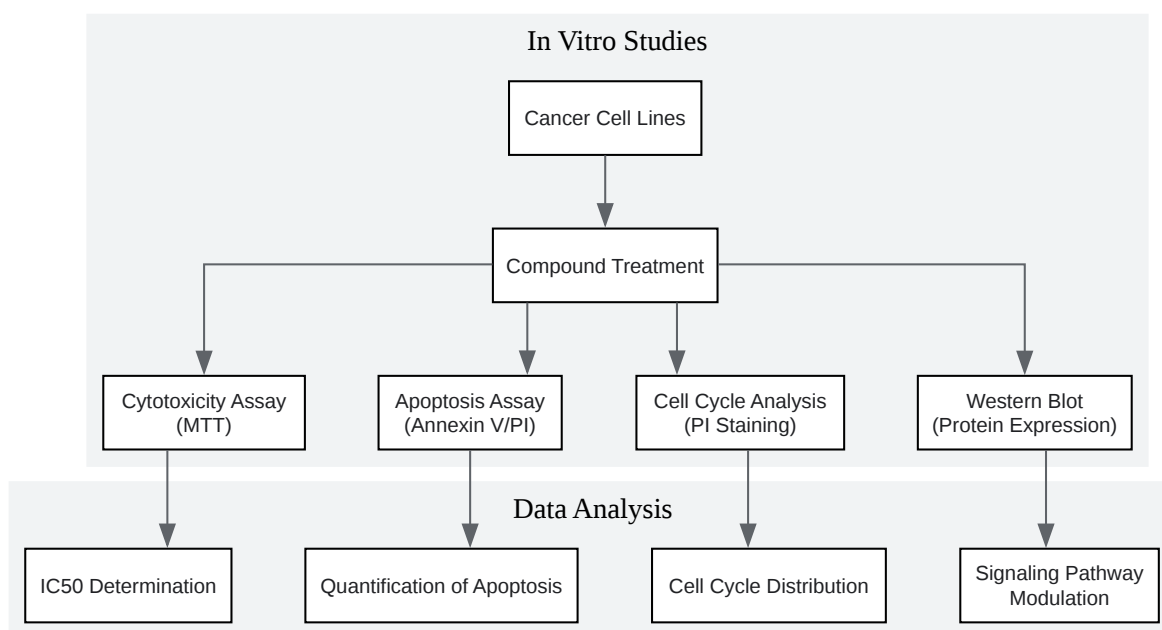 In Vitro Studies
Cancer Cell Lines
Compound Treatment
Cytotoxicity Assay
(MTT)
Apoptosis Assay
(Annexin V/PI)
Cell Cycle Analysis
(PI Staining)
Western Blot
(Protein Expression)
Data Analysis
IC50 Determination
Quantification of Apoptosis
Cell Cycle Distribution
Signaling Pathway
Modulation